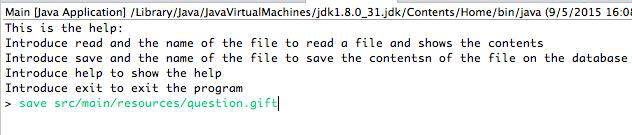 Main [Java Application] /Library/Java/JavaVirtualMachines/jdk1.8.0_31.jdk/Contents/Home/bin/java (9/5/2015 16:08
This is the help:
Introduce read and the name of the file to read a file and shows the contents
Introduce save and the name of the file to save the contentsn of the file on the database
Introduce help to show the help
Introduce exit to exit the program
> save src/main/resources/question.gift